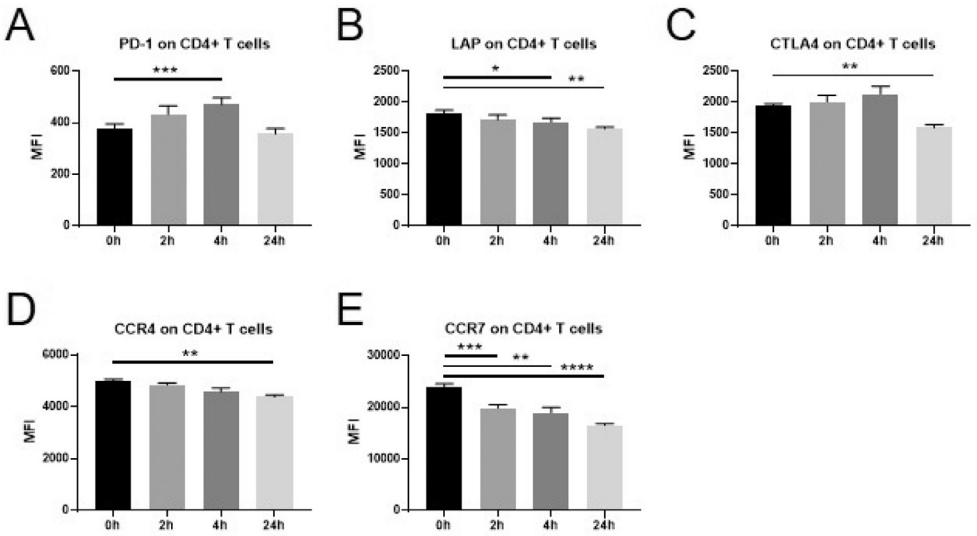 A
PD-1 on CD4+ T cells
***
600
400
200
0
MFI
0h 2h 4h 24h
B
LAP on CD4+ T cells
*
**
2500
2000
1500
1000
500
0
MFI
0h 2h 4h 24h
C
CTLA4 on CD4+ T cells
**
2500
2000
1500
1000
500
0
MFI
0h 2h 4h 24h
D
CCR4 on CD4+ T cells
**
6000
4000
2000
0
MFI
0h 2h 4h 24h
E
CCR7 on CD4+ T cells
***
**
****
30000
20000
10000
0
MFI
0h 2h 4h 24h